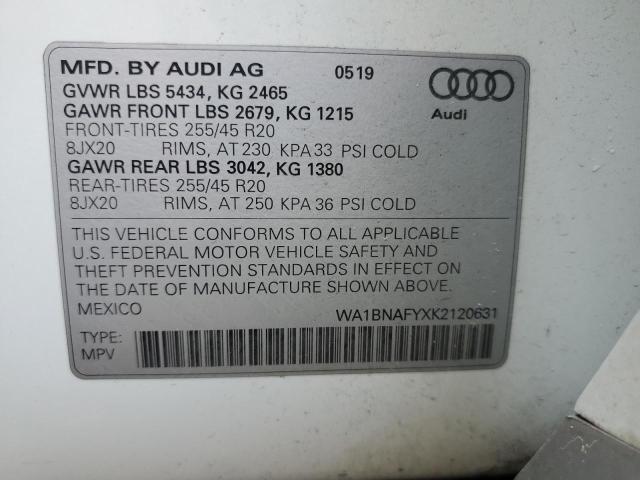 MFD. BY AUDI AG 0519
GVWR LBS 5434, KG 2465
GAWR FRONT LBS 2679, KG 1215
FRONT-TIRES 255/45 R20
8JX20 RIMS, AT 230 KPA 33 PSI COLD
GAWR REAR LBS 3042, KG 1380
REAR-TIRES 255/45 R20
8JX20 RIMS, AT 250 KPA 36 PSI COLD
Audi
THIS VEHICLE CONFORMS TO ALL APPLICABLE
U.S. FEDERAL MOTOR VEHICLE SAFETY AND
THEFT PREVENTION STANDARDS IN EFFECT ON
THE DATE OF MANUFACTURE SHOWN ABOVE.
MEXICO WA1BNAFYXK2120631
TYPE:
MPV